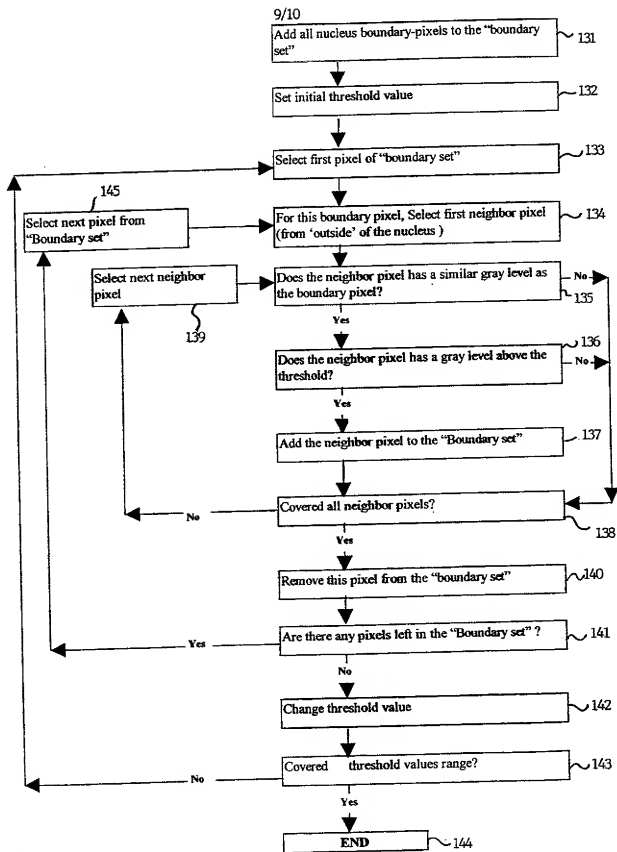 9/10
Add all nucleus boundary-pixels to the “boundary
set”
131
Set initial threshold value
132
Select first pixel of “boundary set”
133
145
Select next pixel from
“Boundary set”
For this boundary pixel, Select first neighbor pixel
(from ‘outside’ of the nucleus )
134
Select next neighbor
pixel
139
Does the neighbor pixel has a similar gray level as
the boundary pixel?
No
135
Yes
136
Does the neighbor pixel has a gray level above the
threshold?
No
Yes
Add the neighbor pixel to the “Boundary set”
137
Covered all neighbor pixels?
No
138
Yes
Remove this pixel from the “boundary set”
140
Are there any pixels left in the “Boundary set” ?
141
Yes
No
Change threshold value
142
Covered threshold values range?
143
No
Yes
END
144